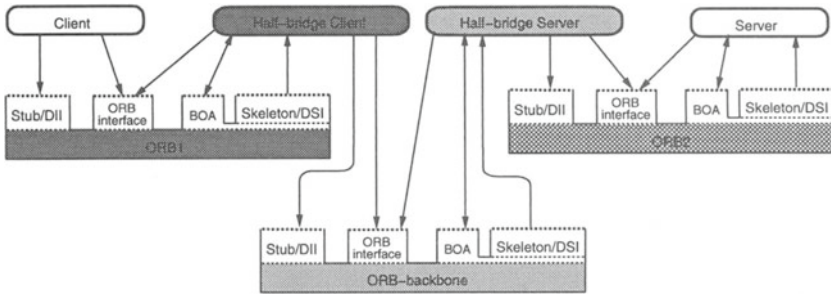 Client
Half-bridge Client
Half-bridge Server
Server
Stub/DII
ORB
interface
BOA
Skeleton/DSI
ORB1
Stub/DII
ORB
interface
BOA
Skeleton/DSI
ORB2
Stub/DII
ORB
interface
BOA
Skeleton/DSI
ORB-backbone